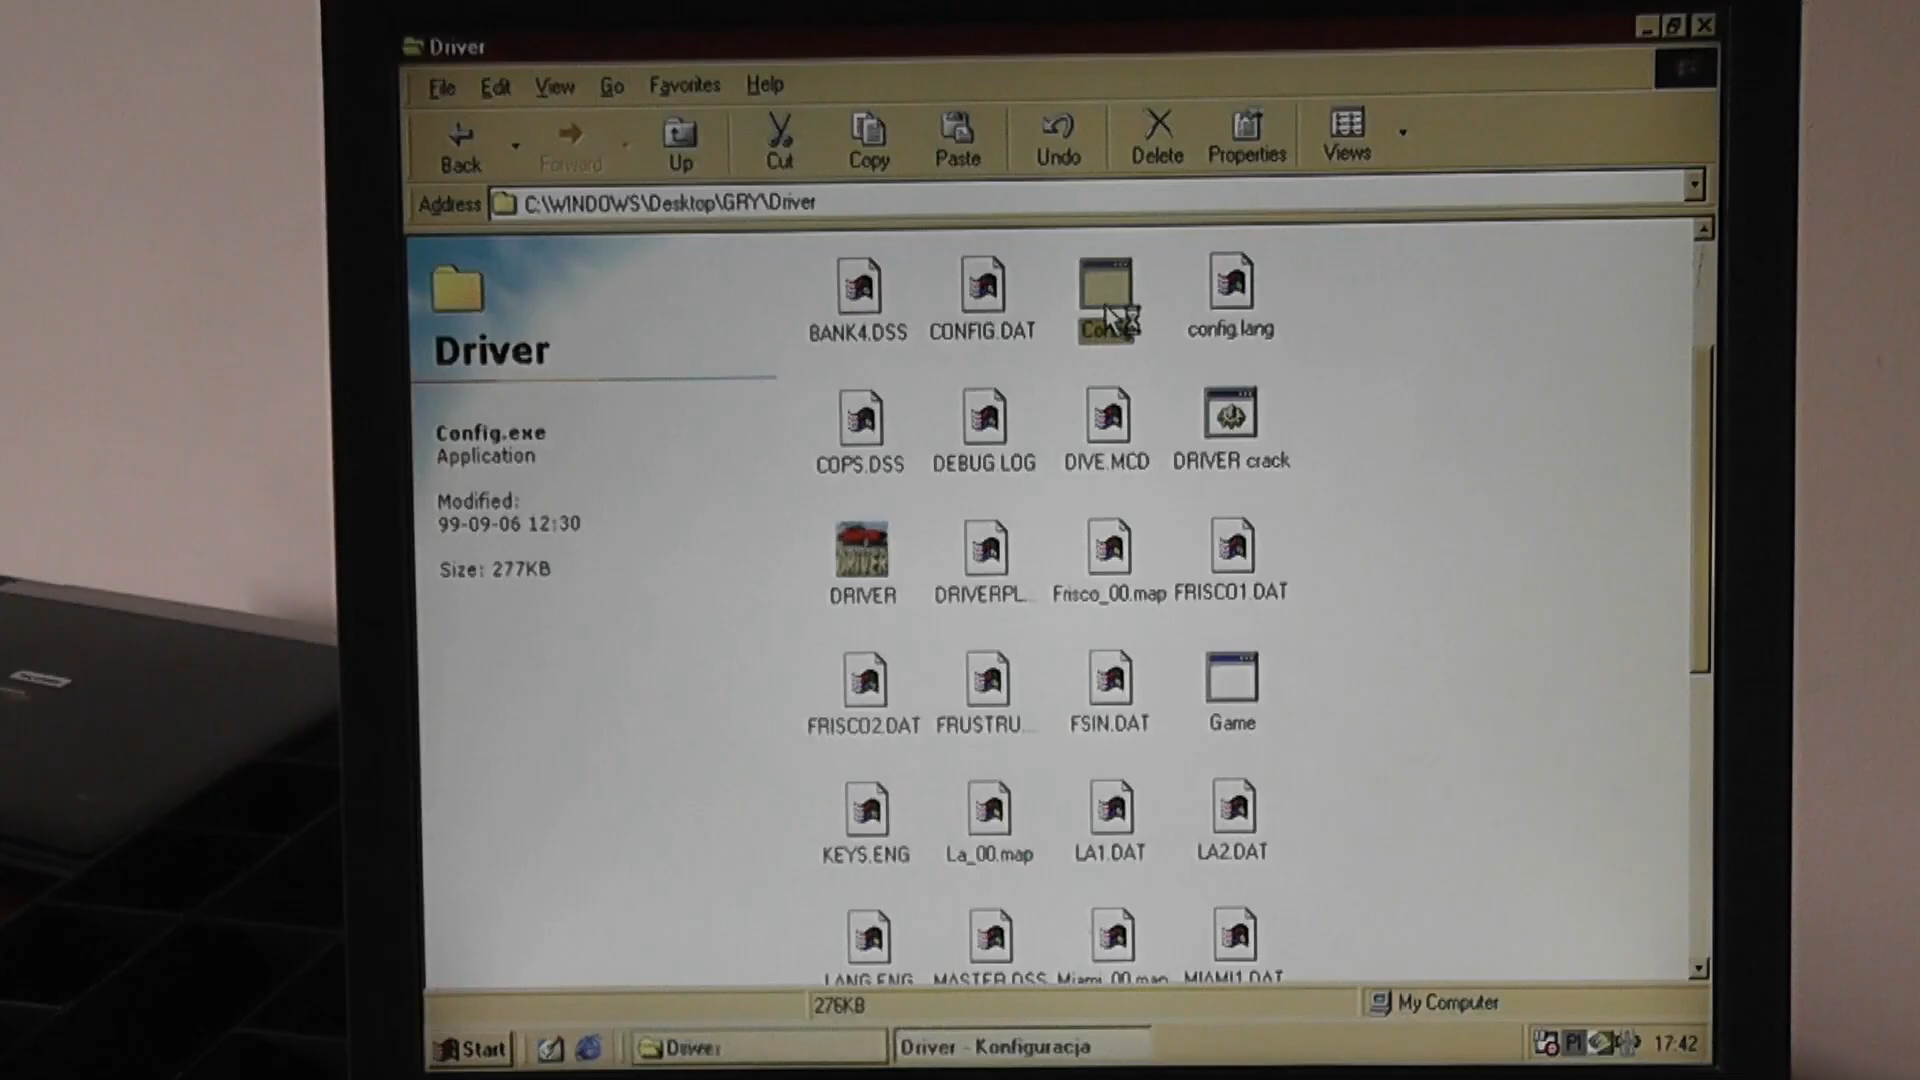 Driver
File Edit View Go Favorites Help
Back Forward Up Cut Copy Paste Undo Delete Properties Views
Address C:\WINDOWS\Desktop\GRY\Driver
Driver
Config.exe
Application
Modified:
99-09-06 12:30
Size: 277KB
BANK4.DSS CONFIG.DAT config.lang
COPS.DSS DEBUG.LOG DIVE.MCD DRIVER crack
DRIVER DRIVERPL... Frisco_00.map FRISCO1.DAT
FRISCO2.DAT FRUSTRU... FSIN.DAT Game
KEYS.ENG La_00.map LA1.DAT LA2.DAT
LANG.ENG MASTER.DSS Miami_00.map MIAMI1.DAT
276KB My Computer
Start Driver Driver - Konfiguracja Pl 17:42